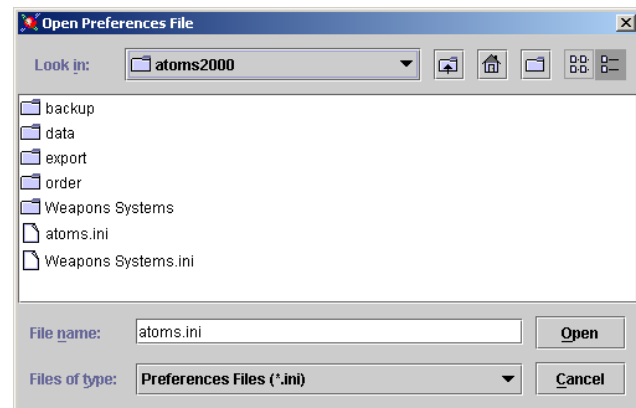 Open Preferences File
Look in: atoms2000
backup
data
export
order
Weapons Systems
atoms.ini
Weapons Systems.ini
File name: atoms.ini Open
Files of type: Preferences Files (*.ini) Cancel